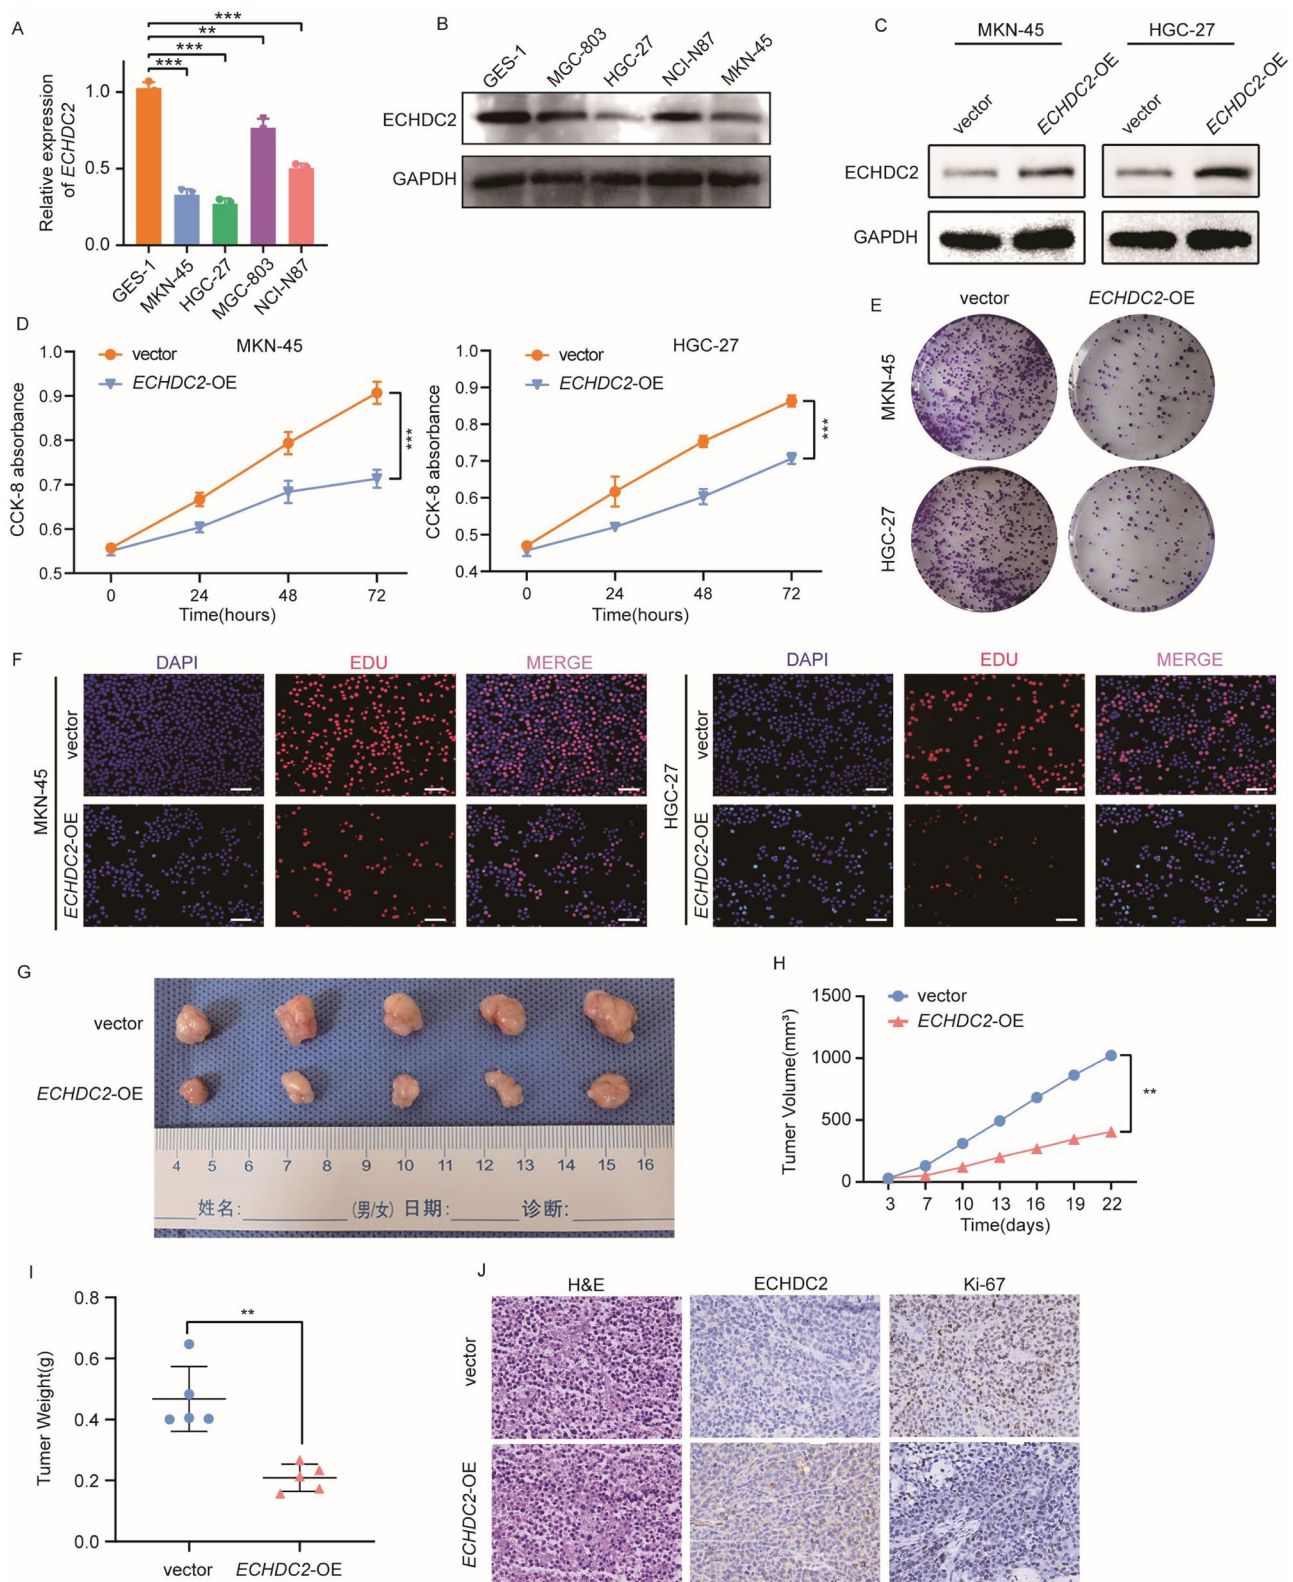 A
***
**
***
***
Relative expression
of ECHDC2
1.0
0.5
0.0
GES-1
MKN-45
HGC-27
MGC-803
NCI-N87
B
GES-1
MGC-803
HGC-27
NCI-N87
MKN-45
ECHDC2
GAPDH
C
MKN-45
HGC-27
vector
ECHDC2-OE
vector
ECHDC2-OE
ECHDC2
GAPDH
D
MKN-45
vector
ECHDC2-OE
CCK-8 absorbance
1.0
0.9
0.8
0.7
0.6
0.5
***
0
24
48
72
Time(hours)
HGC-27
vector
ECHDC2-OE
CCK-8 absorbance
1.0
0.9
0.8
0.7
0.6
0.5
0.4
***
0
24
48
72
Time(hours)
E
vector
ECHDC2-OE
MKN-45
HGC-27
F
DAPI
EDU
MERGE
MKN-45
vector
ECHDC2-OE
DAPI
EDU
MERGE
HGC-27
vector
ECHDC2-OE
G
vector
ECHDC2-OE
4 5 6 7 8 9 10 11 12 13 14 15 16
姓名: (男/女) 日期: 诊断:
H
vector
ECHDC2-OE
Tumer Volume(mm³)
1500
1000
500
0
**
3
7
10
13
16
19
22
Time(days)
I
Tumer Weight(g)
0.8
0.6
0.4
0.2
0.0
**
vector
ECHDC2-OE
J
H&E
ECHDC2
Ki-67
vector
ECHDC2-OE